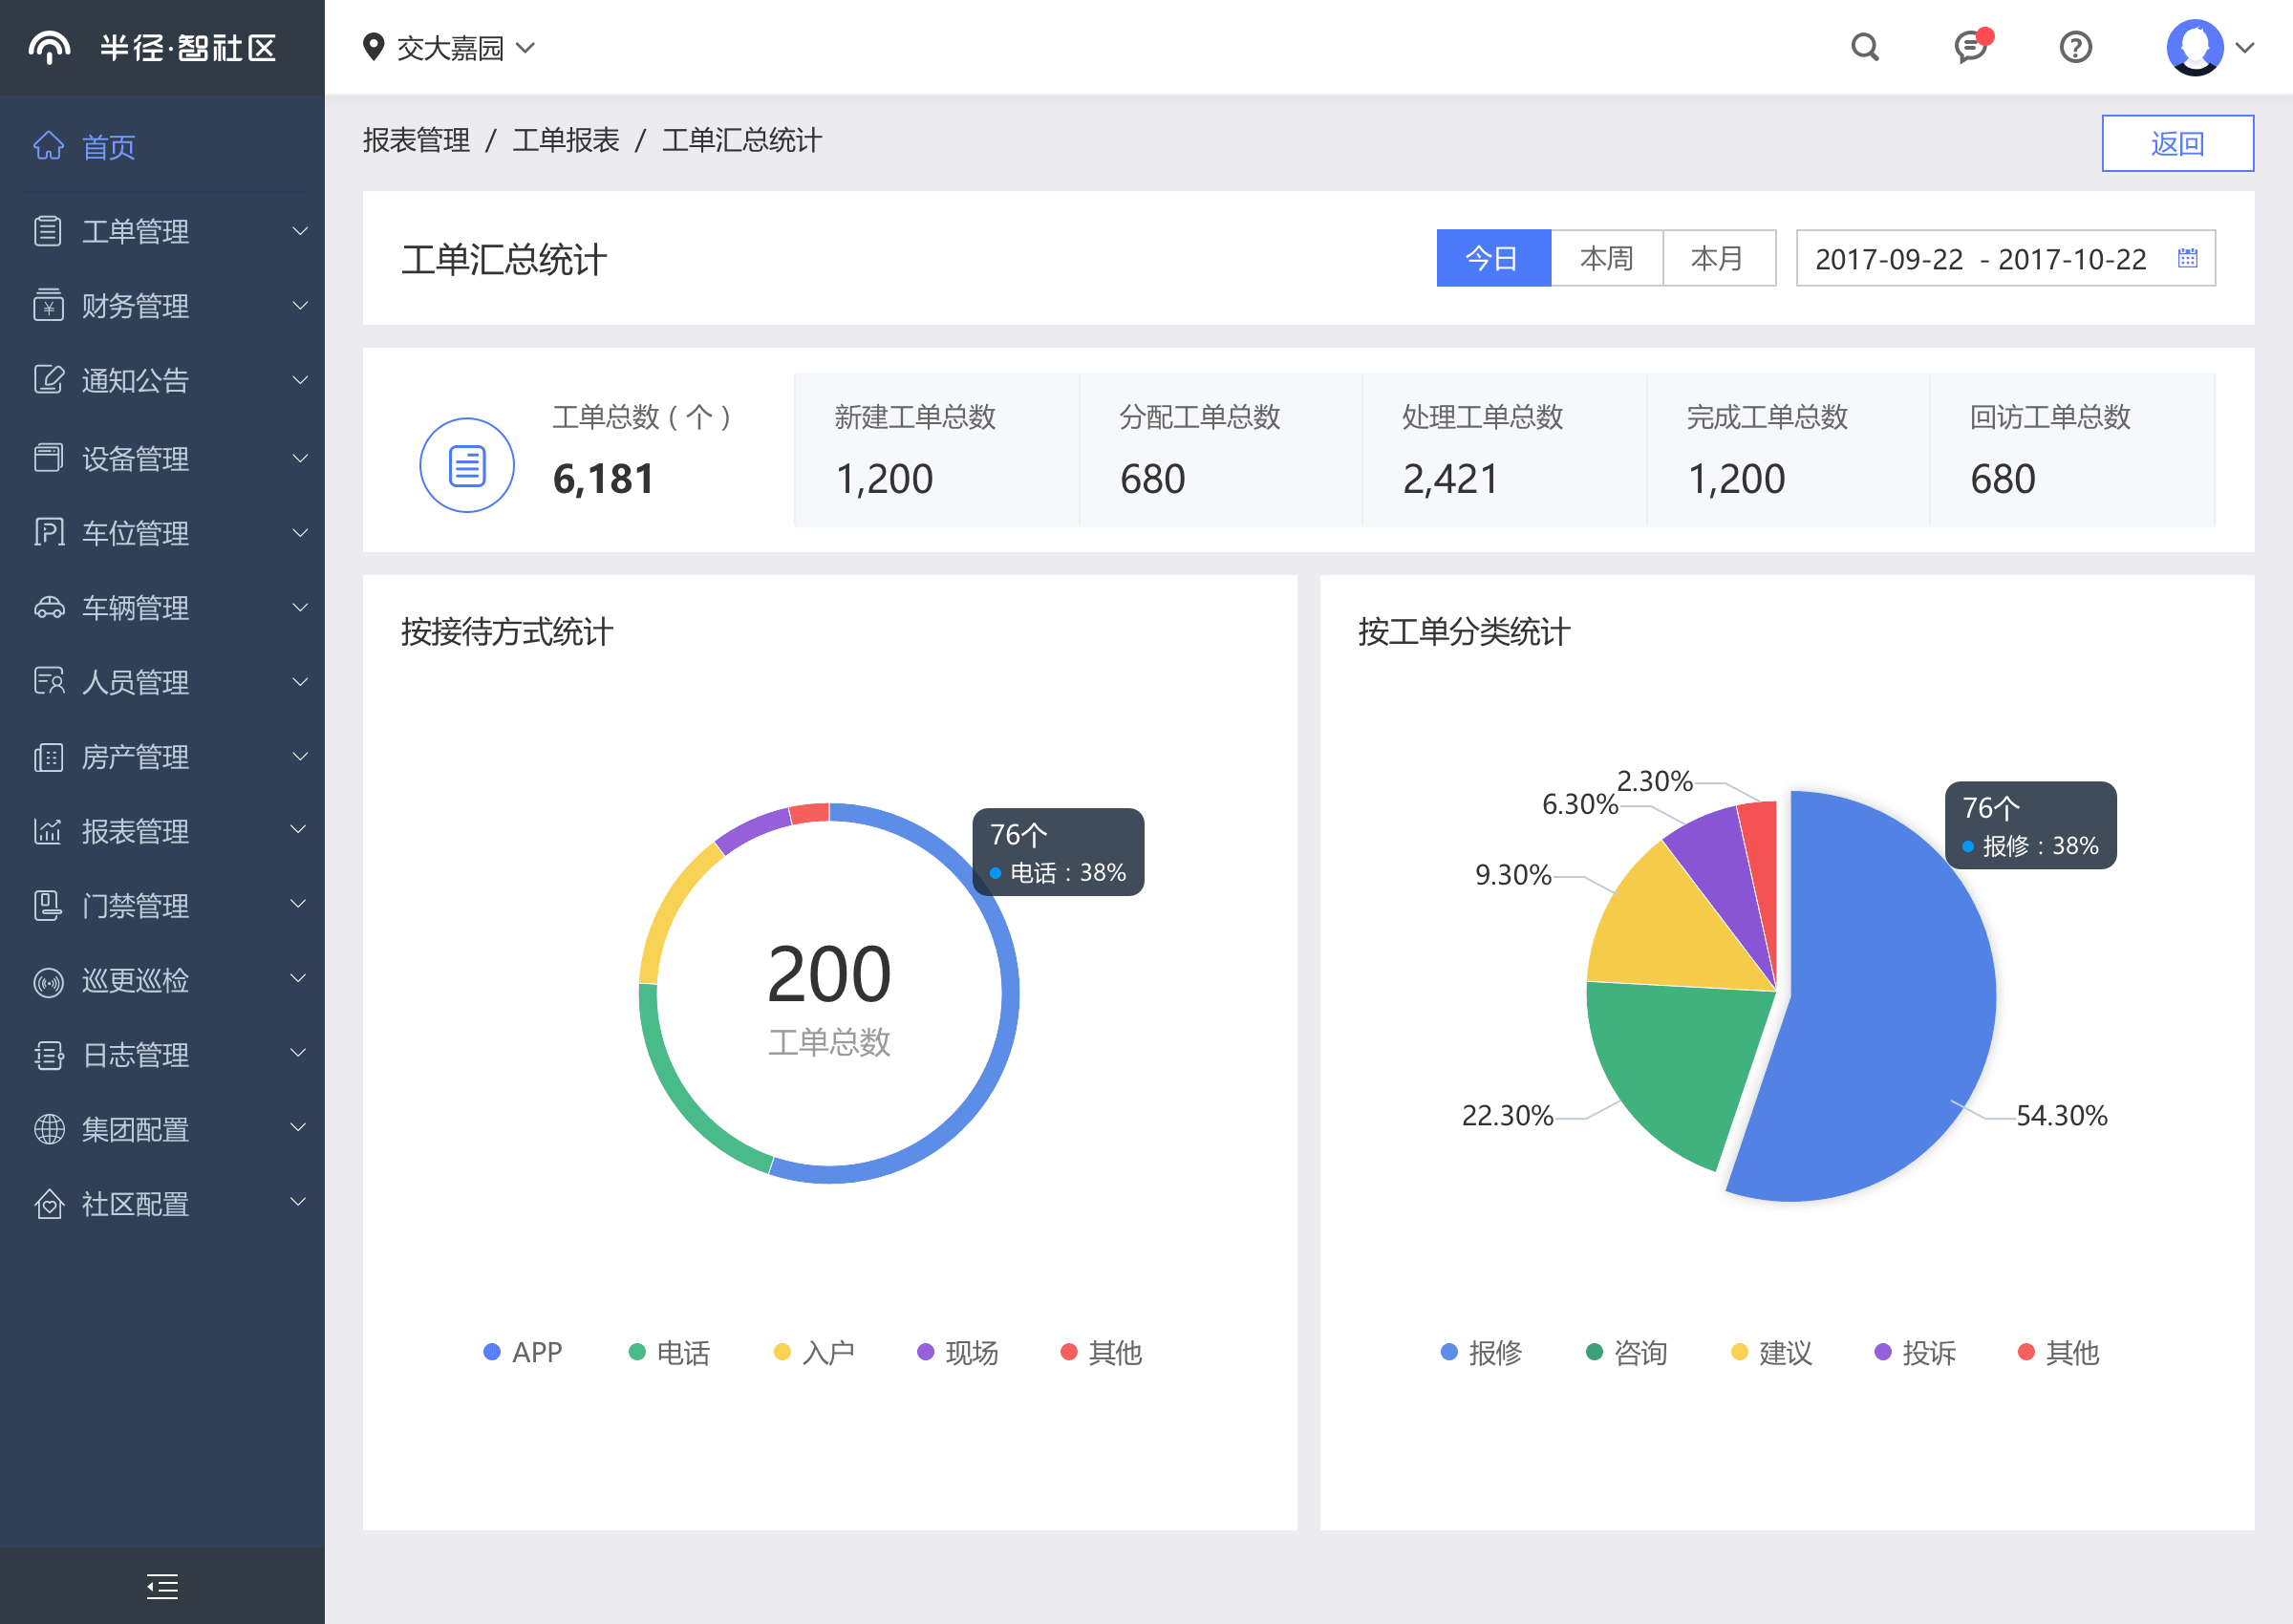 半径·智社区
交大嘉园
首页
工单管理
财务管理
通知公告
设备管理
车位管理
车辆管理
人员管理
房产管理
报表管理
门禁管理
巡更巡检
日志管理
集团配置
社区配置
报表管理 / 工单报表 / 工单汇总统计
返回
工单汇总统计
今日 本周 本月
2017-09-22 - 2017-10-22
工单总数(个) 新建工单总数 分配工单总数 处理工单总数 完成工单总数 回访工单总数
6,181 1,200 680 2,421 1,200 680
按接待方式统计
76个
电话：38%
200
工单总数
APP 电话 入户 现场 其他
按工单分类统计
2.30%
6.30%
9.30%
22.30%
54.30%
76个
报修：38%
报修 咨询 建议 投诉 其他